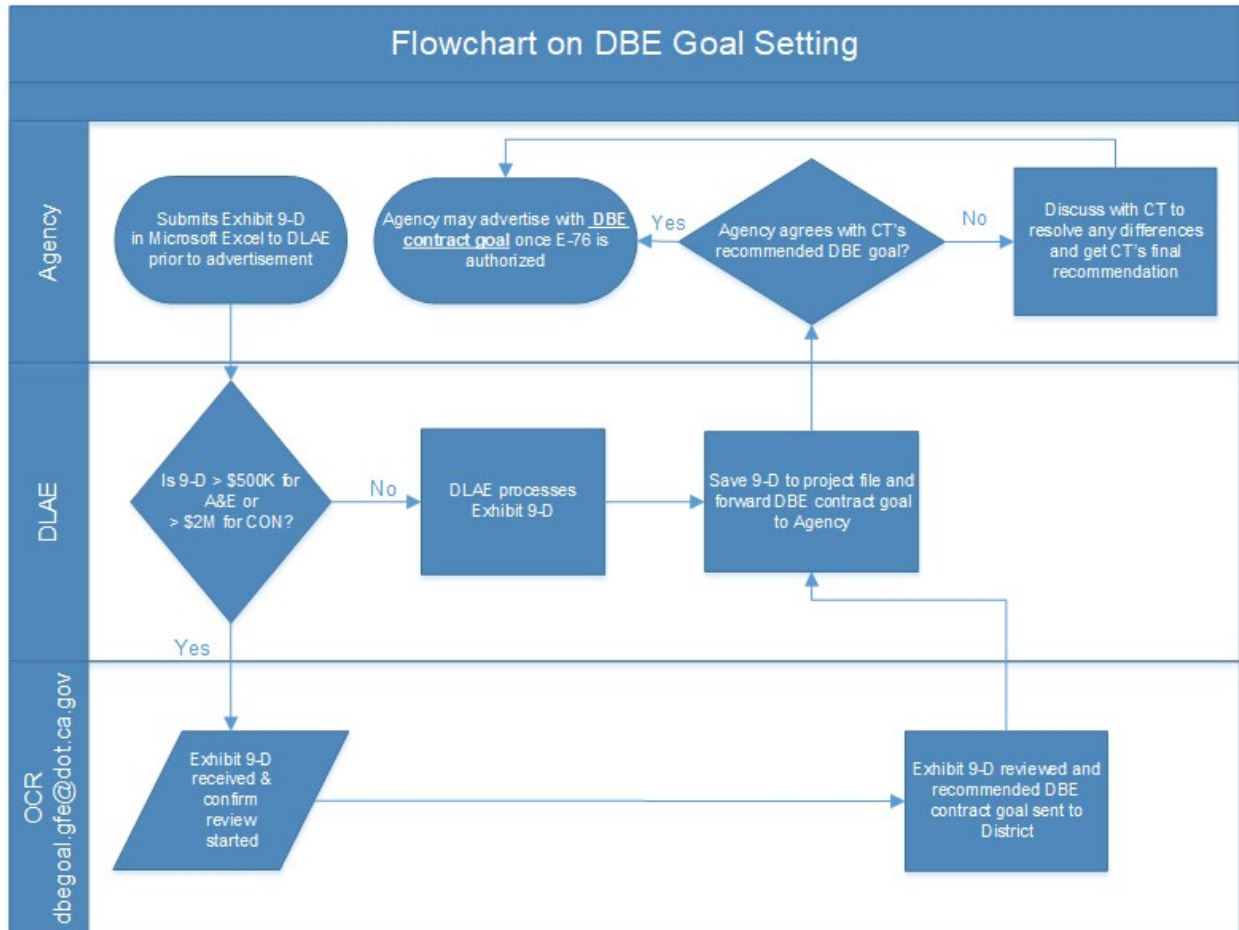 Flowchart on DBE Goal Setting
Agency
Submits Exhibit 9-D
in Microsoft Excel to DLAE
prior to advertisement
Agency may advertise with DBE
contract goal once E-76 is
authorized
Yes
Agency agrees with CT's
recommended DBE goal?
No
Discuss with CT to
resolve any differences
and get CT's final
recommendation
DLAE
Is 9-D > $500K for
A&E or
> $2M for CON?
No
DLAE processes
Exhibit 9-D
Save 9-D to project file and
forward DBE contract goal
to Agency
Yes
OCR
dbegoal.gfe@dot.ca.gov
Exhibit 9-D
received &
confirm
review
started
Exhibit 9-D reviewed and
recommended DBE
contract goal sent to
District